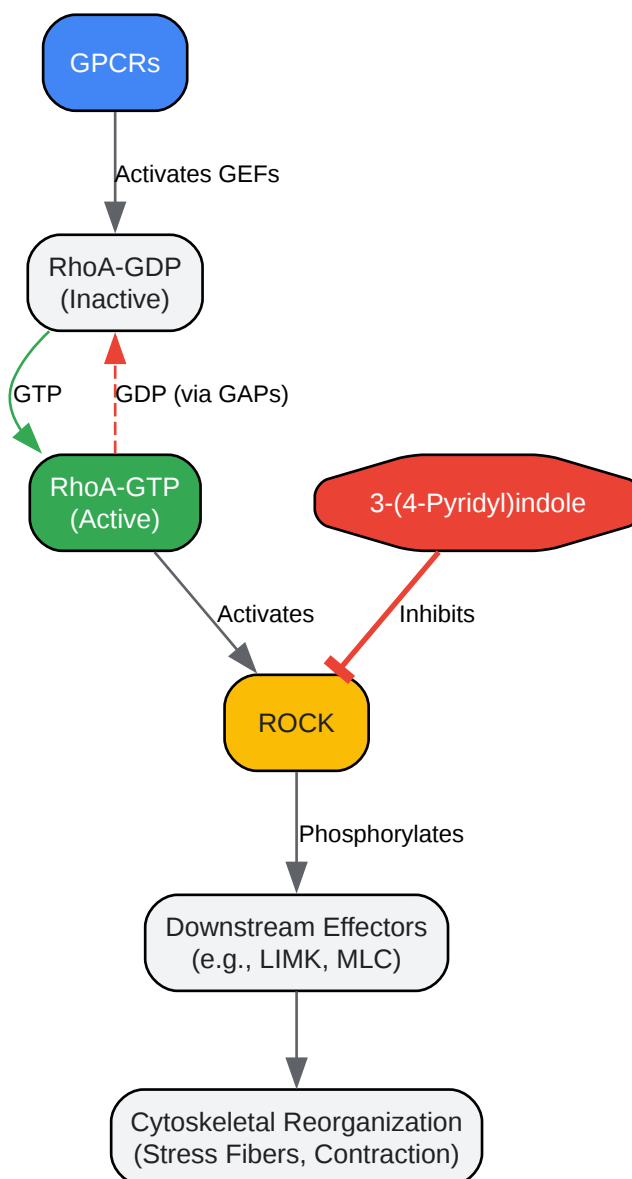 GPCRs
Activates GEFs
RhoA-GDP
(Inactive)
GTP
GDP (via GAPs)
RhoA-GTP
(Active)
3-(4-Pyridyl)indole
Activates
Inhibits
ROCK
Phosphorylates
Downstream Effectors
(e.g., LIMK, MLC)
Cytoskeletal Reorganization
(Stress Fibers, Contraction)